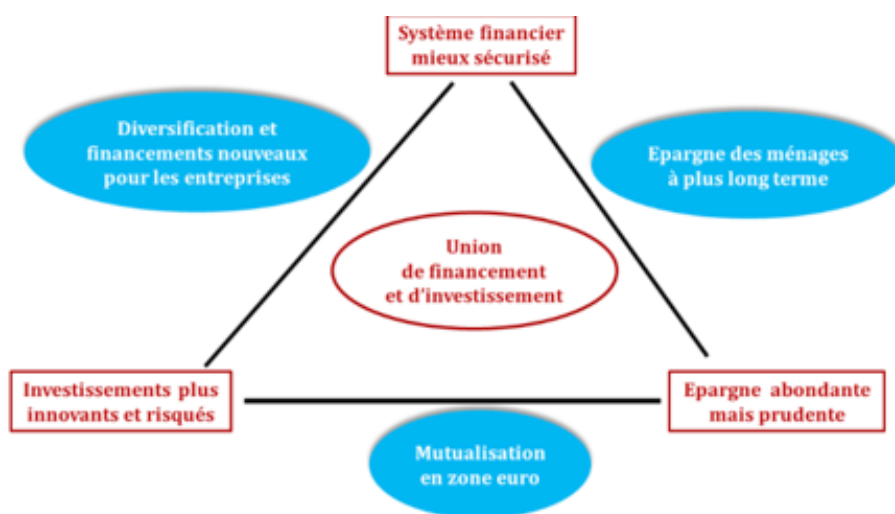 Système financier
mieux sécurisé
Diversification et
financements nouveaux
pour les entreprises
Epargne des ménages
à plus long terme
Union
de financement
et d'investissement
Investissements plus
innovants et risqués
Epargne abondante
mais prudente
Mutualisation
en zone euro